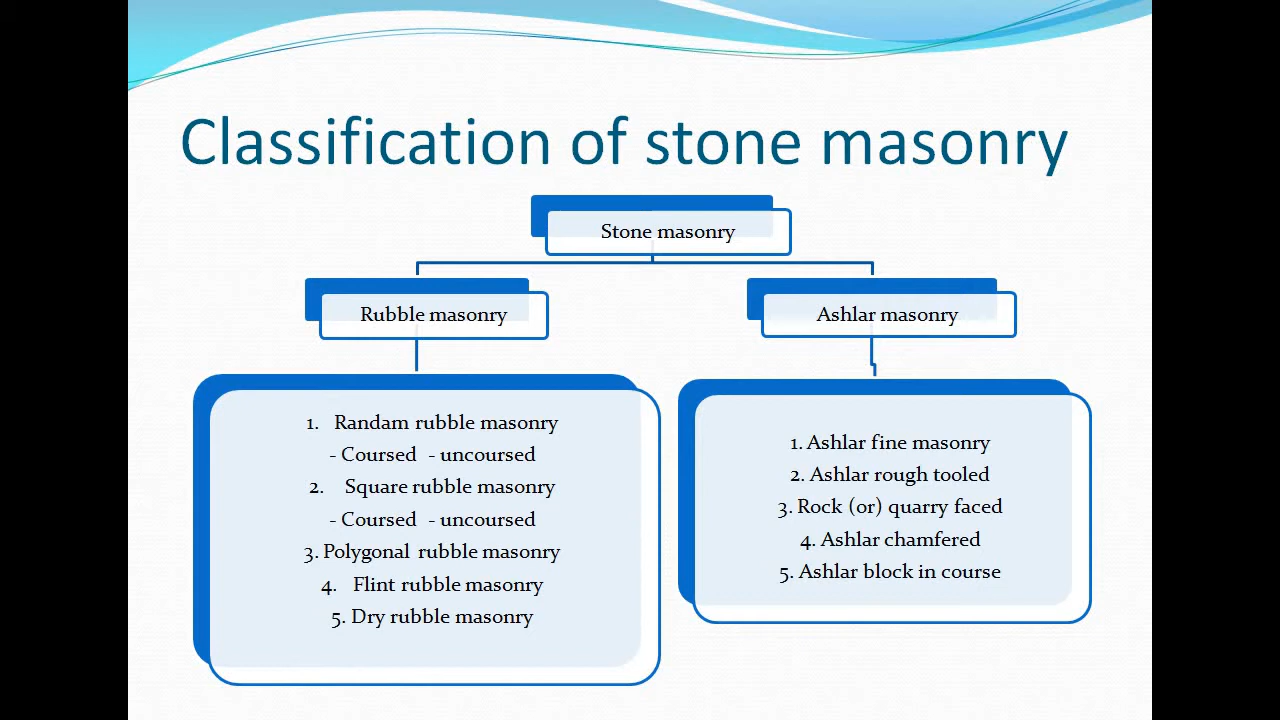 Classification of stone masonry
Stone masonry
Rubble masonry
Ashlar masonry
1. Randam rubble masonry
- Coursed - uncoursed
2. Square rubble masonry
- Coursed - uncoursed
3. Polygonal rubble masonry
4. Flint rubble masonry
5. Dry rubble masonry
1. Ashlar fine masonry
2. Ashlar rough tooled
3. Rock (or) quarry faced
4. Ashlar chamfered
5. Ashlar block in course